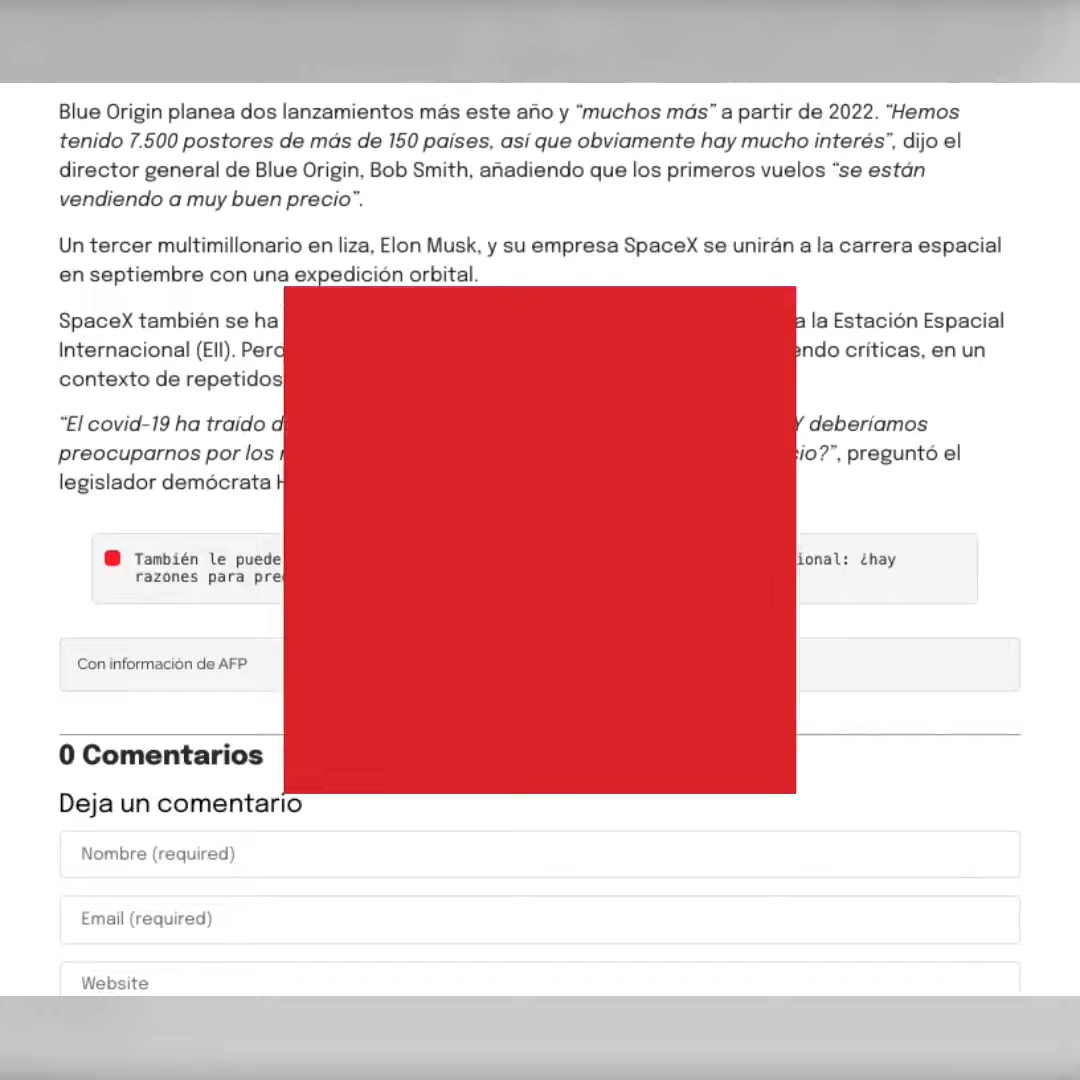 Blue Origin planea dos lanzamientos más este año y “muchos más” a partir de 2022. “Hemos
tenido 7.500 postores de más de 150 países, así que obviamente hay mucho interés”, dijo el
director general de Blue Origin, Bob Smith, añadiendo que los primeros vuelos “se están
vendiendo a muy buen precio”.
Un tercer multimillonario en liza, Elon Musk, y su empresa SpaceX se unirán a la carrera espacial
en septiembre con una expedición orbital.
SpaceX también se ha a la Estación Espacial
Internacional (EII). críticas, en un
contexto de repetidos
“El covid-19 ha traído deberíamos
preocuparnos por los preguntó el
legislador demócrata
También le puede ¿hay
razones para
Con información de AFP
0 Comentarios
Deja un comentario
Nombre (required)
Email (required)
Website